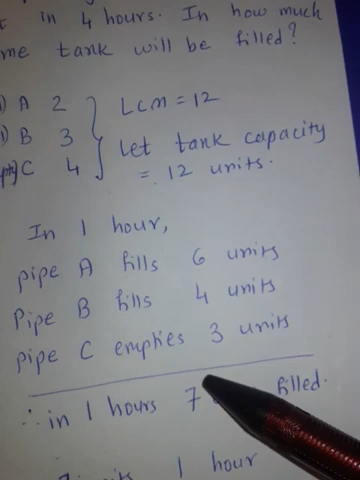 in 4 hours. In how much
me tank will be filled?
A 2
B 3
C 4
LCM = 12
Let tank capacity
= 12 units.
In 1 hour,
pipe A fills 6 units
Pipe B fills 4 units
pipe C empties 3 units
∴ in 1 hours 7 filled.
1 hour